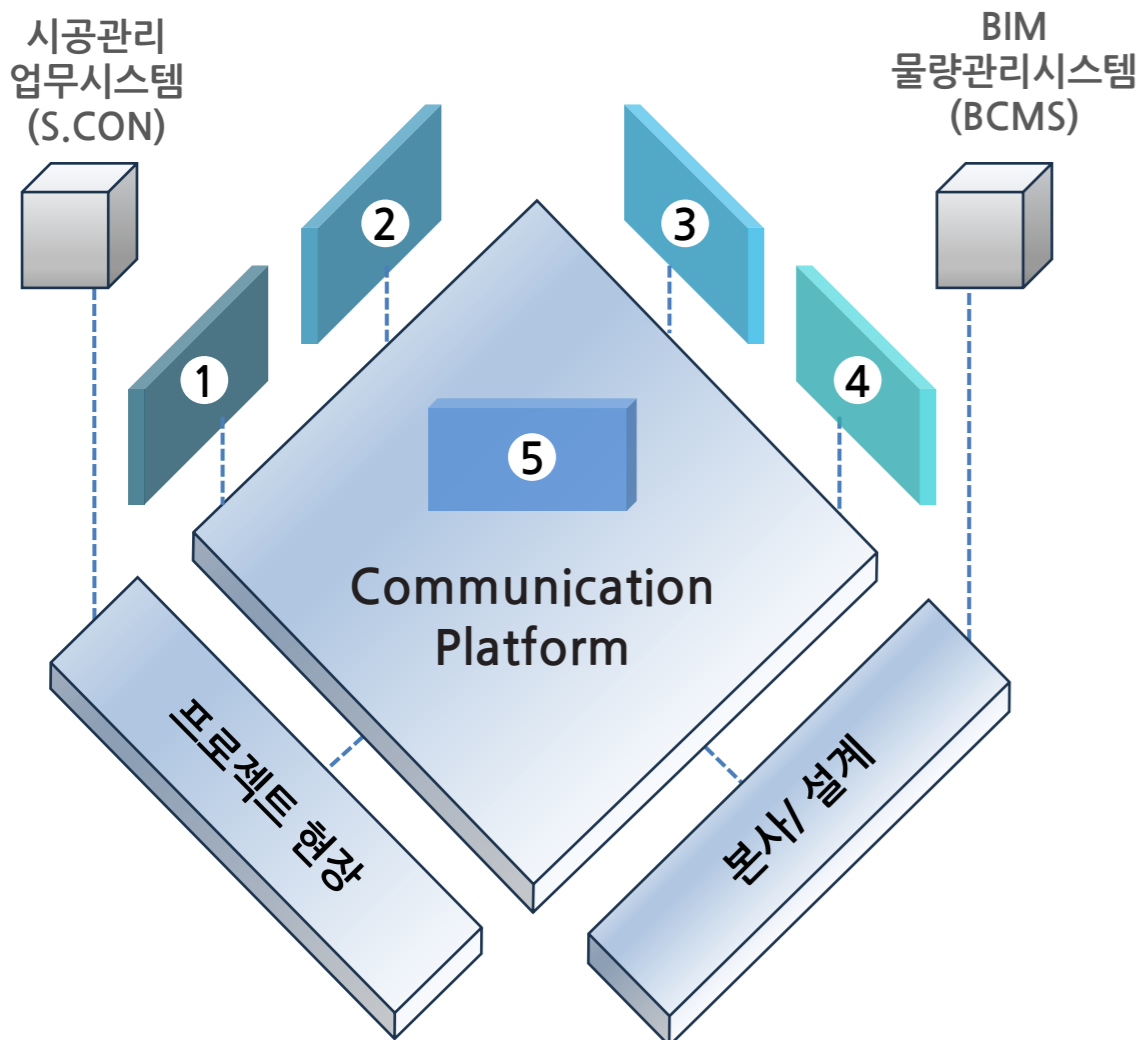 시공관리
업무시스템
(S.CON)
BIM
물량관리시스템
(BCMS)
2
3
1
4
5
Communication
Platform
프로젝트 현장
본사/ 설계